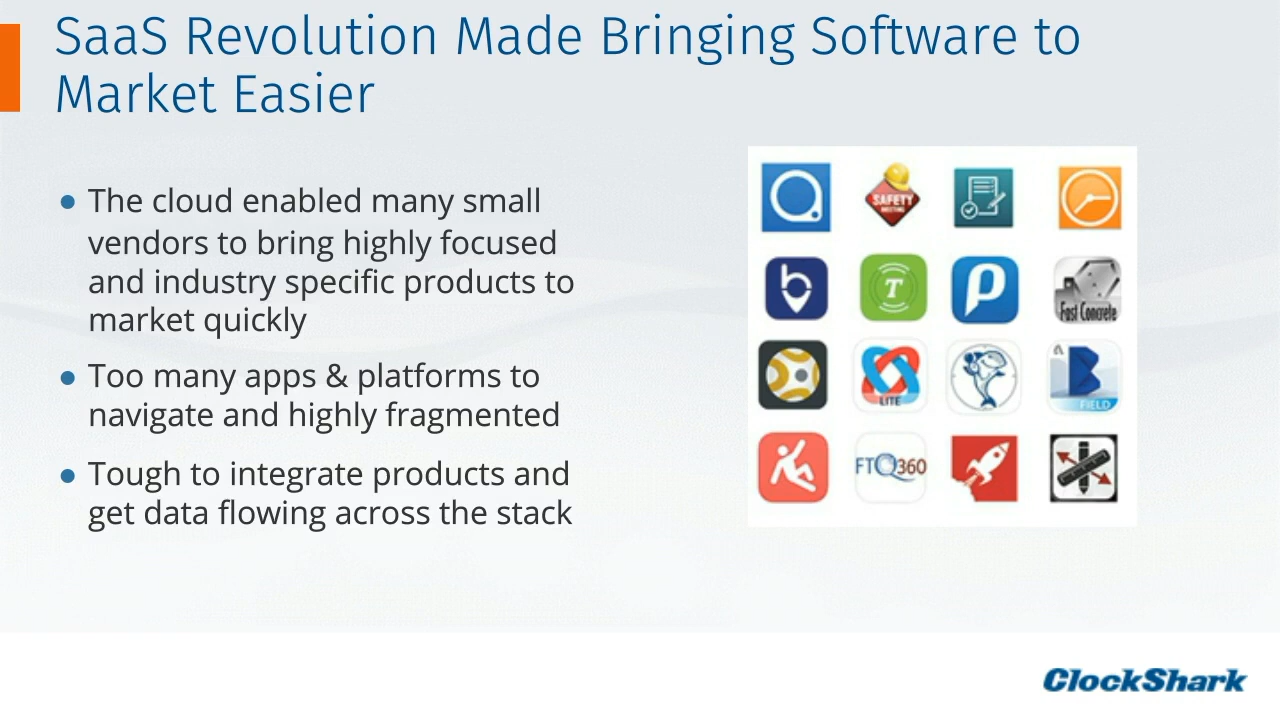 SaaS Revolution Made Bringing Software to
Market Easier
The cloud enabled many small
vendors to bring highly focused
and industry specific products to
market quickly
Too many apps & platforms to
navigate and highly fragmented
Tough to integrate products and
get data flowing across the stack
SAFETY
MEETING
T
Fast Concrete
LITE
B
FIELD
FTQ360
ClockShark